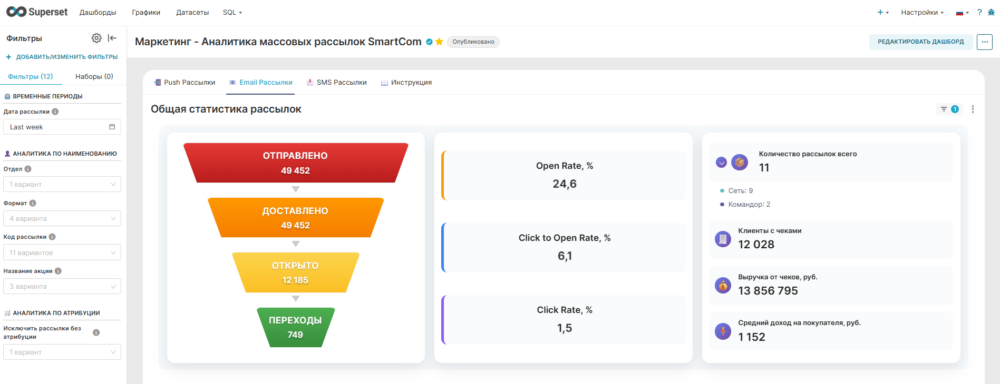 Superset
Дашборды
Графики
Датасеты
SQL
Настройки
?
Фильтры
+ ДОБАВИТЬ/ИЗМЕНИТЬ ФИЛЬТРЫ
Фильтры (12)
Наборы (0)
ВРЕМЕННЫЕ ПЕРИОДЫ
Дата рассылки
Last week
АНАЛИТИКА ПО НАИМЕНОВАНИЮ
Отдел
1 вариант
Формат
4 варианта
Код рассылки
11 вариантов
Название акции
3 варианта
АНАЛИТИКА ПО АТРИБУЦИИ
Исключить рассылки без
атрибуции
1 вариант
Маркетинг - Аналитика массовых рассылок SmartCom
Опубликовано
РЕДАКТИРОВАТЬ ДАШБОРД
Push Рассылки
Email Рассылки
SMS Рассылки
Инструкция
Общая статистика рассылок
1
ОТПРАВЛЕНО
49 452
ДОСТАВЛЕНО
49 452
ОТКРЫТО
12 185
ПЕРЕХОДЫ
749
Open Rate, %
24,6
Click to Open Rate, %
6,1
Click Rate, %
1,5
Количество рассылок всего
11
Сеть: 9
Командор: 2
Клиенты с чеками
12 028
Выручка от чеков, руб.
13 856 795
Средний доход на покупателя, руб.
1 152